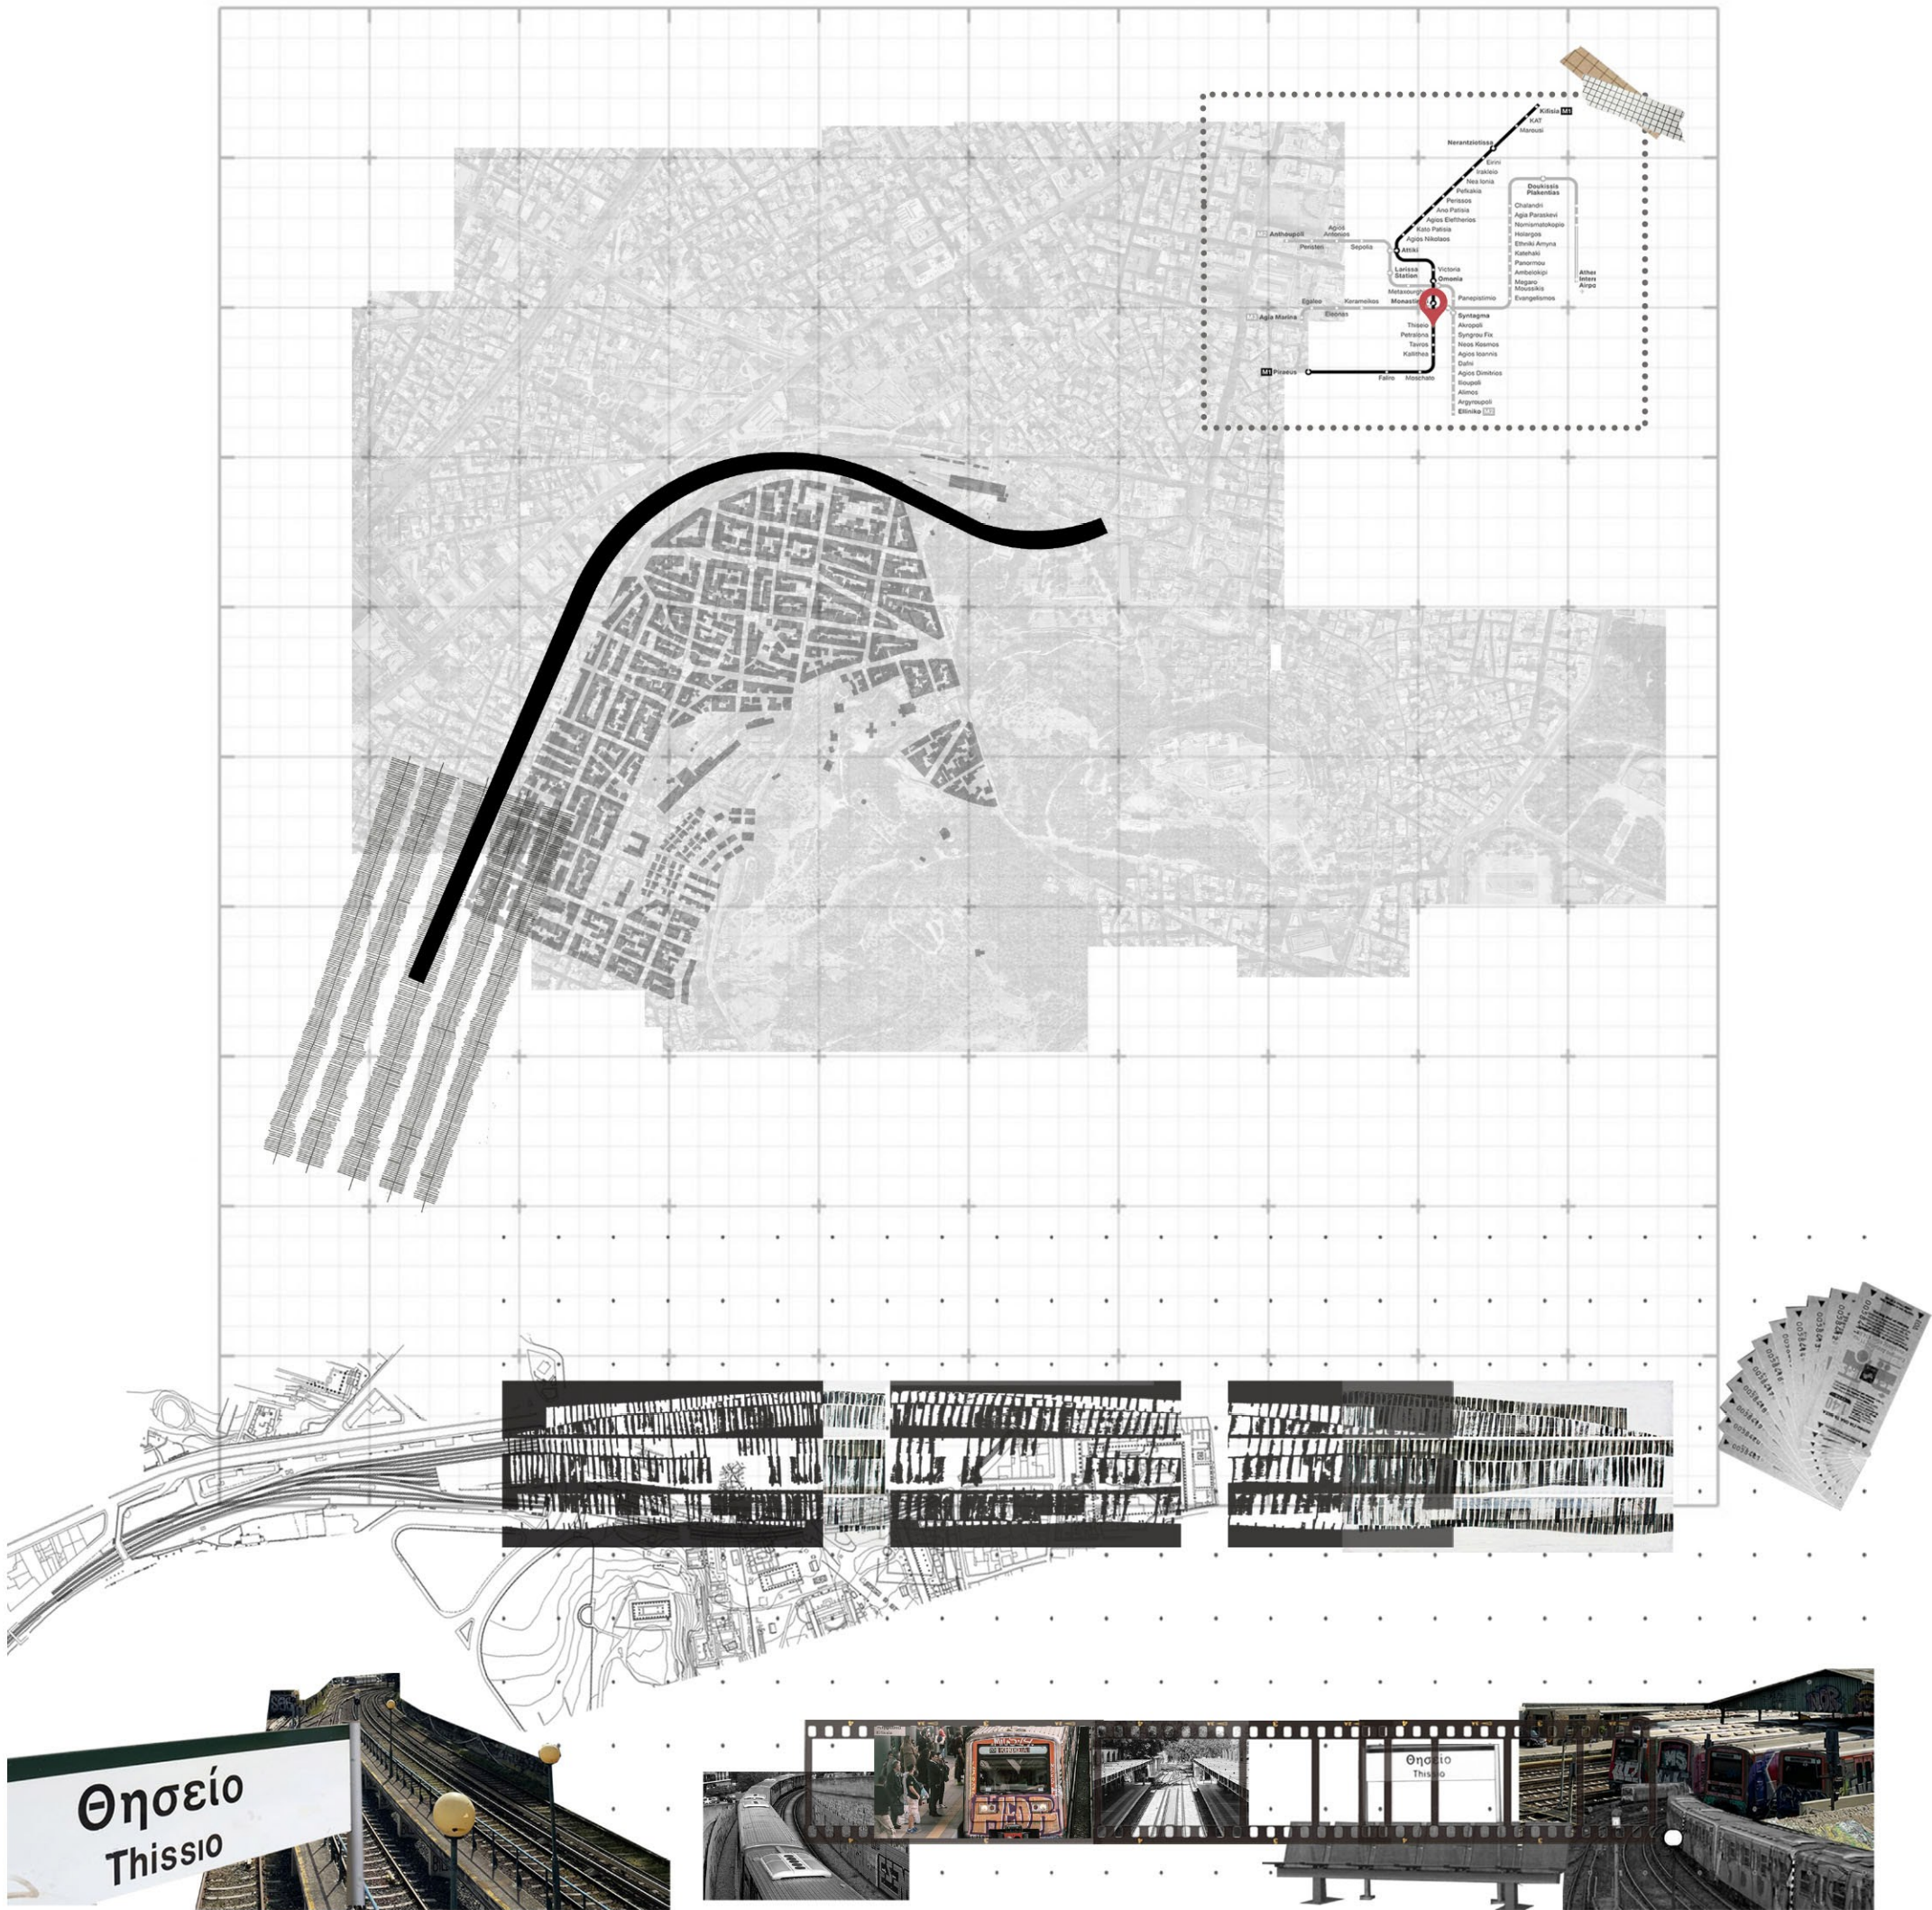 Kifisia M1
KAT
Marousi
Nerantziotissa
Eirini
Irakleio
Nea Ionia
Pefkakia
Perissos
Ano Patisia
Agios Eleftherios
Kato Patisia
Agios Nikolaos
Attiki
Doukissis
Plakentias
Chalandri
Agia Paraskevi
Nomismatokopio
Holargos
Ethniki Amyna
Katehaki
Panormou
Ambelokipi
Megaro
Moussikis
Evangelismos
M2 Anthoupoli
Peristeri
Agios
Antonios
Sepolia
Larissa
Station
Victoria
Omonia
Panepistimio
Egaleo
Eleonas
Kerameikos
M3 Agia Marina
Syntagma
Akropoli
Syngrou Fix
Neos Kosmos
Agios Ioannis
Dafni
Agios Dimitrios
Ilioupoli
Alimos
Argyroupoli
Elliniko M2
Thissio
Petralona
Tavros
Kallithea
M1 Piraeus
Faliro
Moschato
Θησείο
Thissio
Θησείο
Thissio